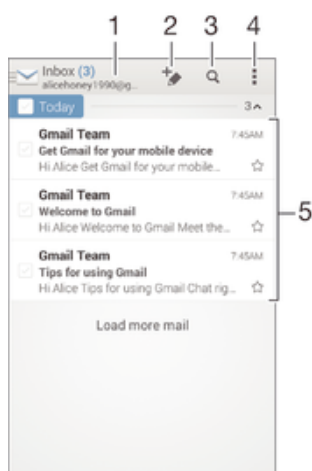 1 2 3 4
Inbox (3)
alicehoney1990@g...
Today 3
Gmail Team 7:45AM
Get Gmail for your mobile device
Hi Alice Get Gmail for your mobile...
Gmail Team 7:45AM
Welcome to Gmail
Hi Alice Welcome to Gmail Meet the...
5
Gmail Team 7:45AM
Tips for using Gmail
Hi Alice Tips for using Gmail Chat rig...
Load more mail